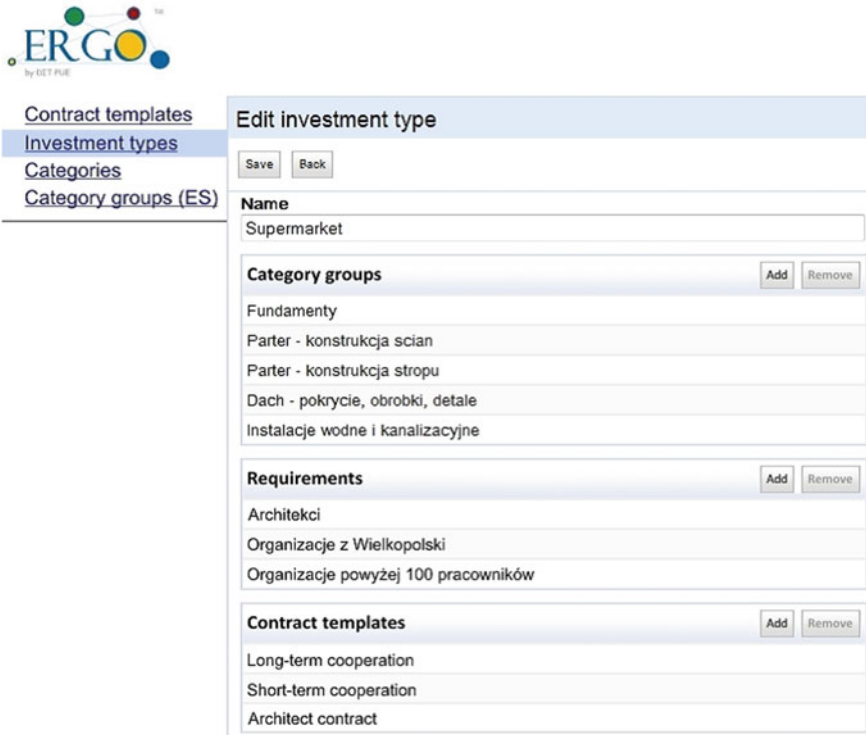 ERGO
by DIT PUE
Contract templates
Investment types
Categories
Category groups (ES)
Edit investment type
Save Back
Name
Supermarket
Category groups Add Remove
Fundamenty
Parter - konstrukcja scian
Parter - konstrukcja stropu
Dach - pokrycie, obrobki, detale
Instalacje wodne i kanalizacyjne
Requirements Add Remove
Architekci
Organizacje z Wielkopolski
Organizacje powyżej 100 pracowników
Contract templates Add Remove
Long-term cooperation
Short-term cooperation
Architect contract